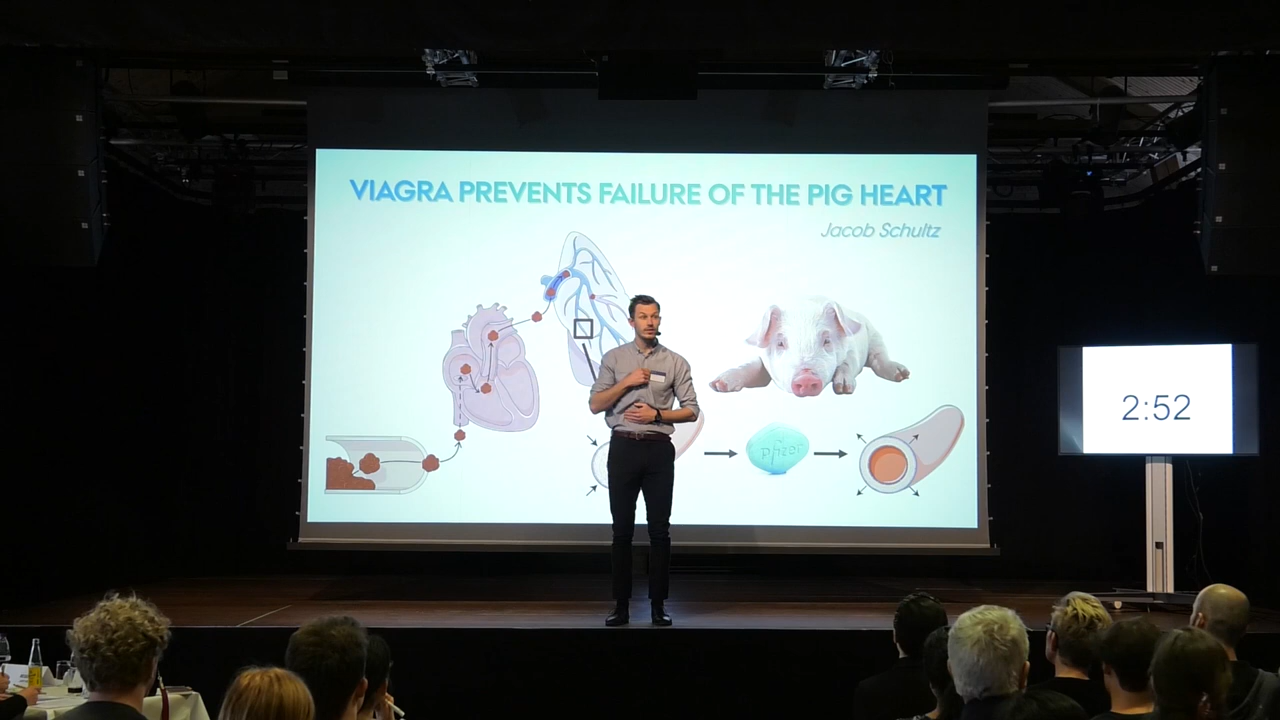 VIAGRA PREVENTS FAILURE OF THE PIG HEART
Jacob Schultz
pfizer
2:52